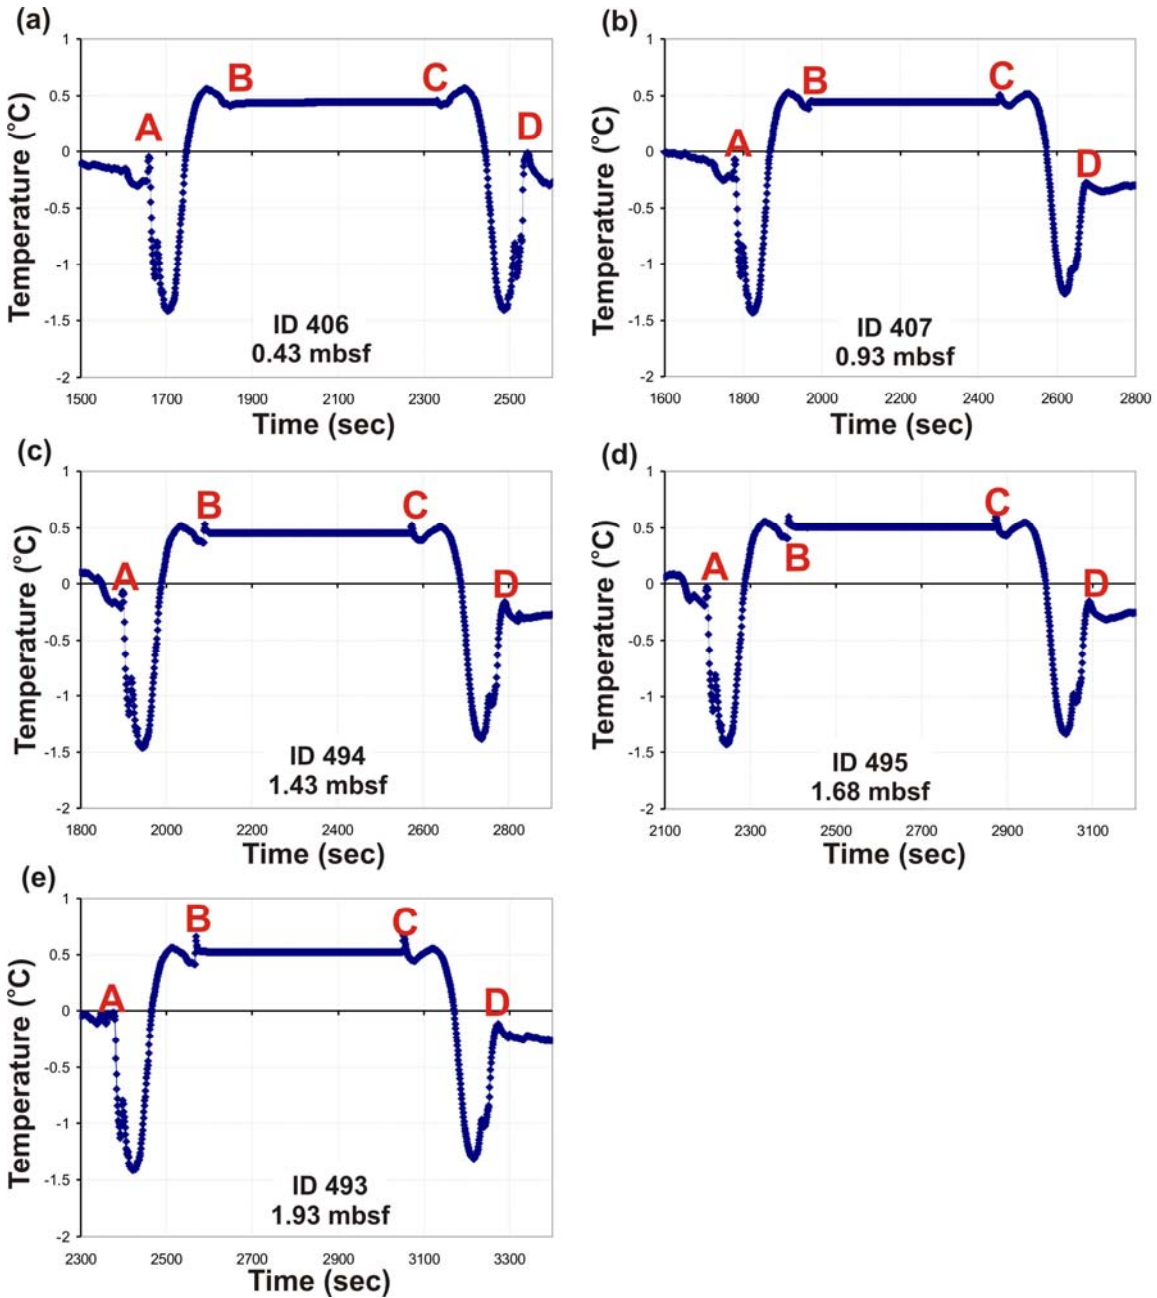 (a)
Temperature (°C)
1
0.5
0
-0.5
-1
-1.5
-2
A
B
C
D
ID 406
0.43 mbsf
1500 1700 1900 2100 2300 2500
Time (sec)
(b)
Temperature (°C)
1
0.5
0
-0.5
-1
-1.5
-2
A
B
C
D
ID 407
0.93 mbsf
1600 1800 2000 2200 2400 2600 2800
Time (sec)
(c)
Temperature (°C)
1
0.5
0
-0.5
-1
-1.5
-2
A
B
C
D
ID 494
1.43 mbsf
1800 2000 2200 2400 2600 2800
Time (sec)
(d)
Temperature (°C)
1
0.5
0
-0.5
-1
-1.5
-2
A
B
C
D
ID 495
1.68 mbsf
2100 2300 2500 2700 2900 3100
Time (sec)
(e)
Temperature (°C)
1
0.5
0
-0.5
-1
-1.5
-2
A
B
C
D
ID 493
1.93 mbsf
2300 2500 2700 2900 3100 3300
Time (sec)